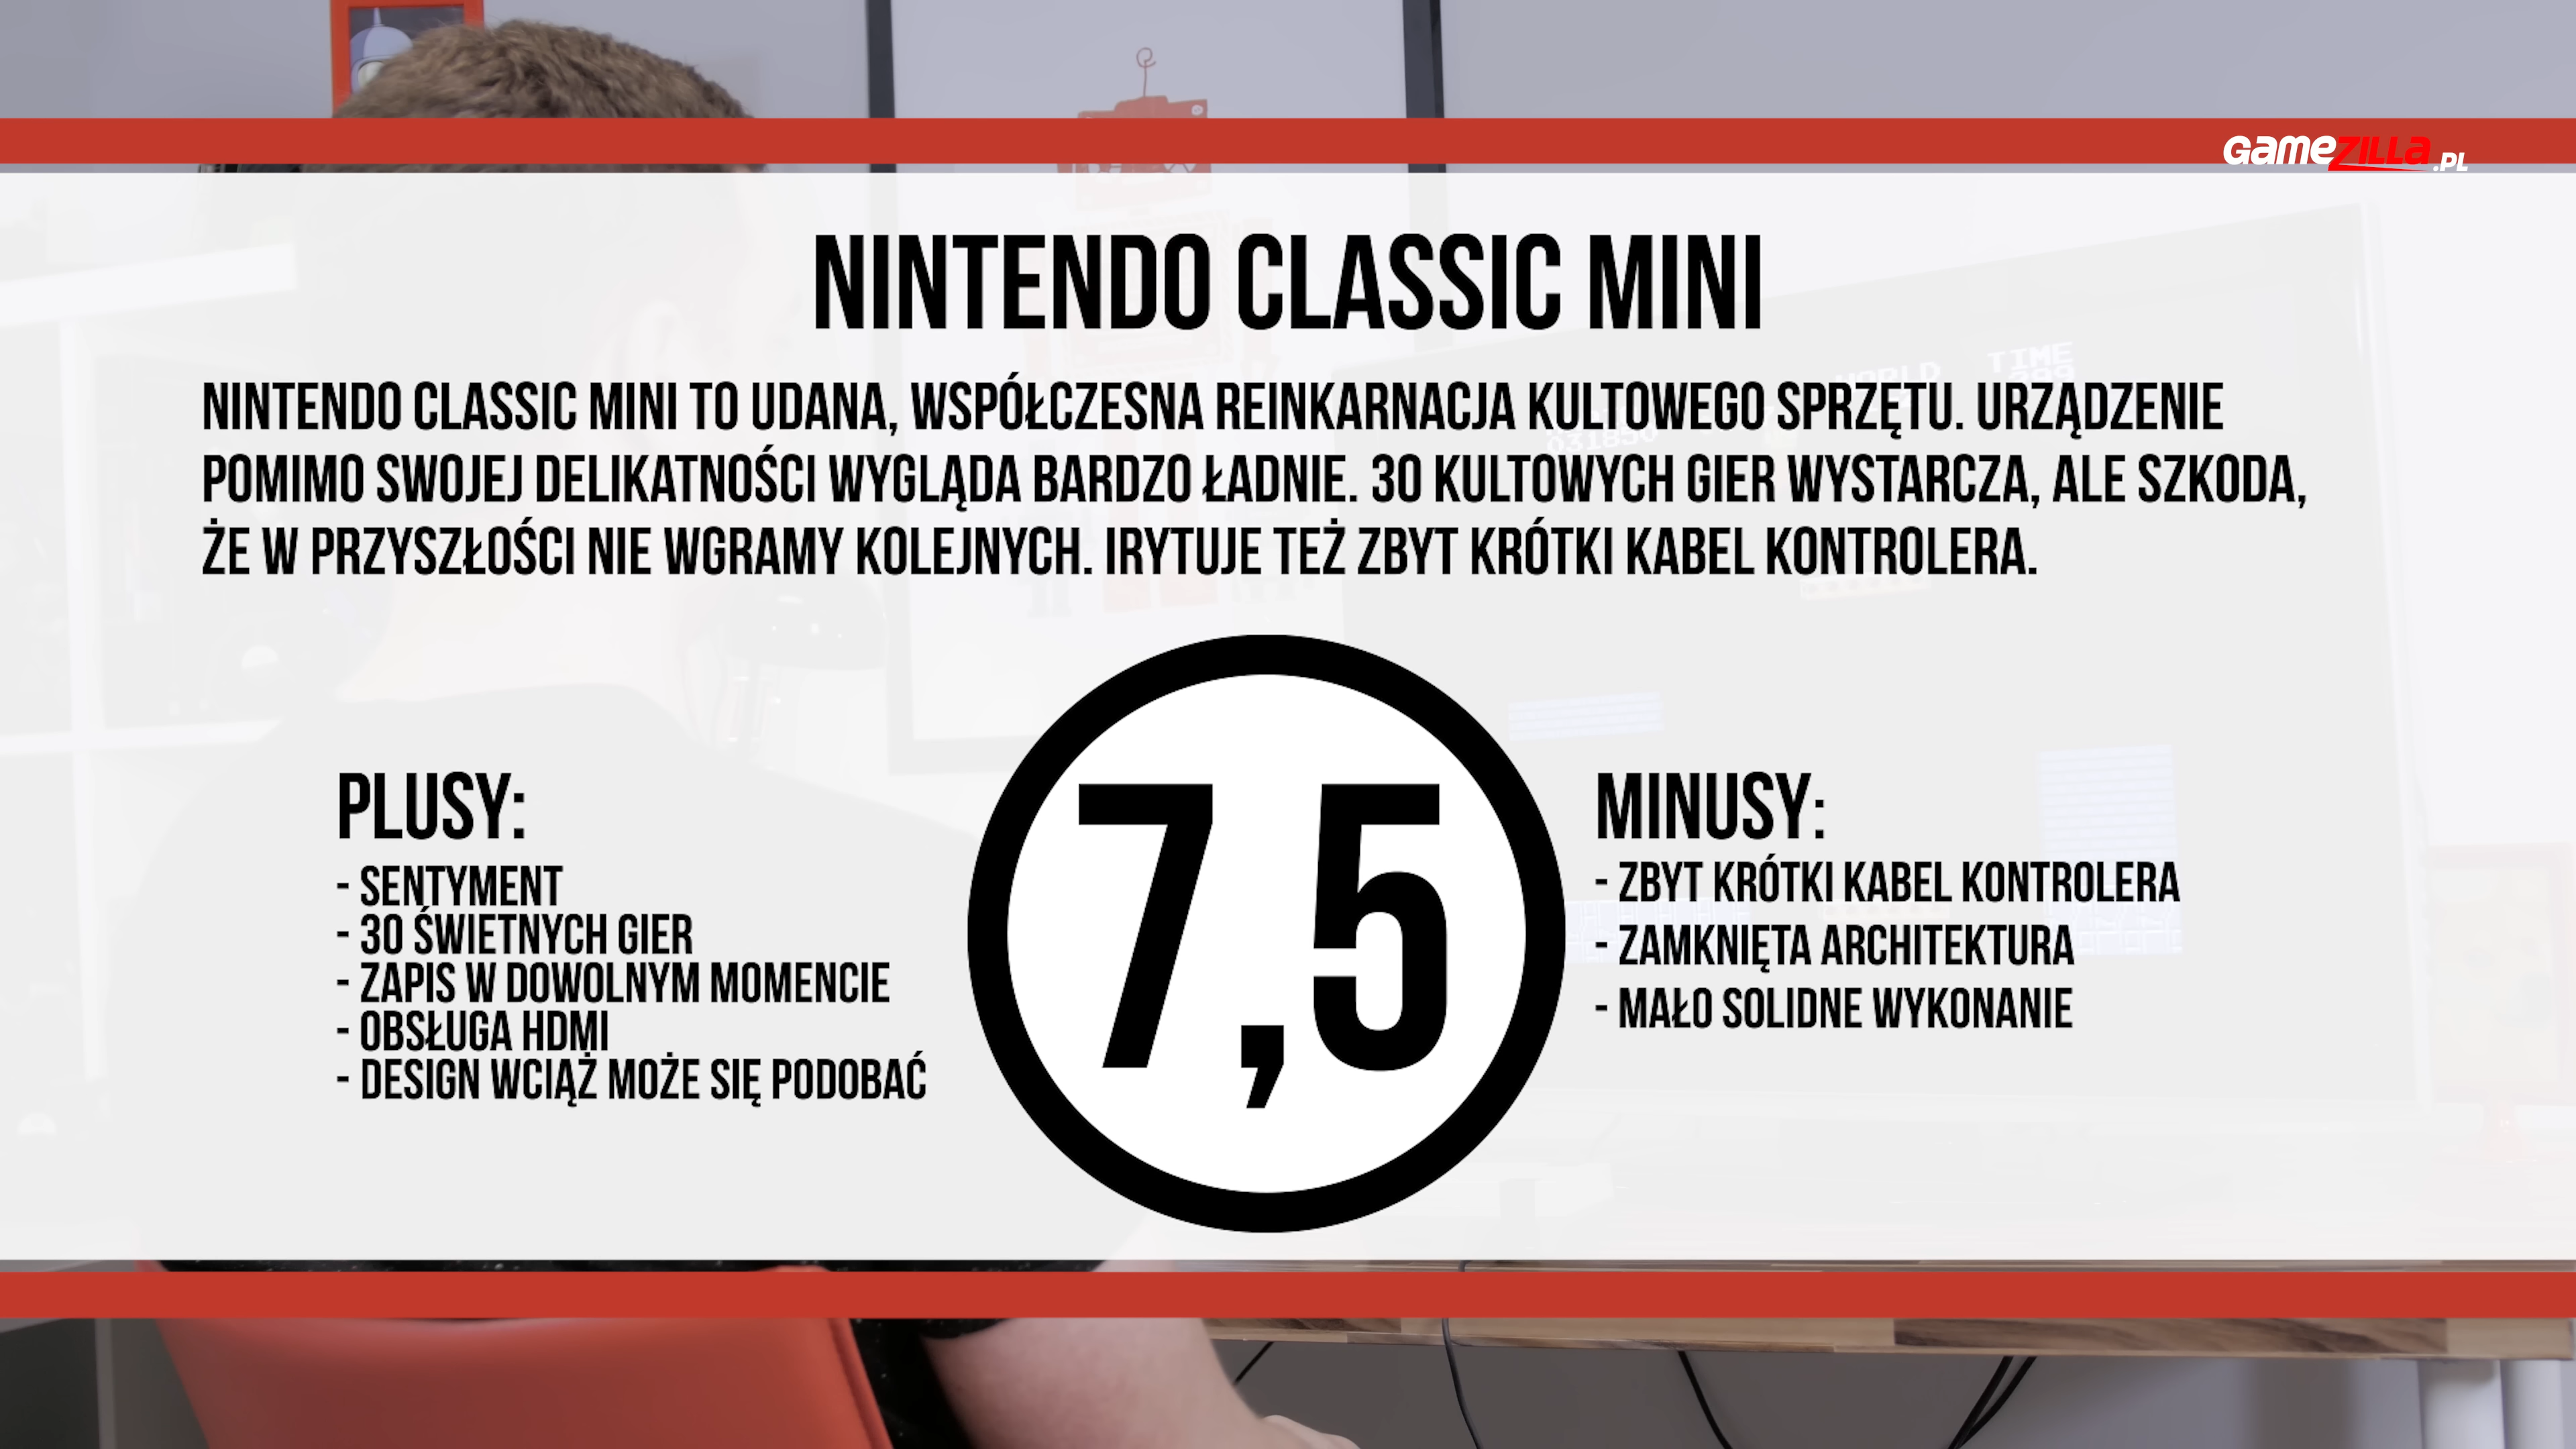 GAMEZILLA.PL
NINTENDO CLASSIC MINI
NINTENDO CLASSIC MINI TO UDANA, WSPÓŁCZESNA REINKARNACJA KULTOWEGO SPRZĘTU. URZĄDZENIE
POMIMO SWOJEJ DELIKATNOŚCI WYGLĄDA BARDZO ŁADNIE. 30 KULTOWYCH GIER WYSTARCZA, ALE SZKODA,
ŻE W PRZYSZŁOŚCI NIE WGRAMY KOLEJNYCH. IRYTUJE TEŻ ZBYT KRÓTKI KABEL KONTROLERA.
WORLD TIME
031850
PLUSY:
- SENTYMENT
- 30 ŚWIETNYCH GIER
- ZAPIS W DOWOLNYM MOMENCIE
- OBSŁUGA HDMI
- DESIGN WCIĄŻ MOŻE SIĘ PODOBAĆ
7,5
MINUSY:
- ZBYT KRÓTKI KABEL KONTROLERA
- ZAMKNIĘTA ARCHITEKTURA
- MAŁO SOLIDNE WYKONANIE